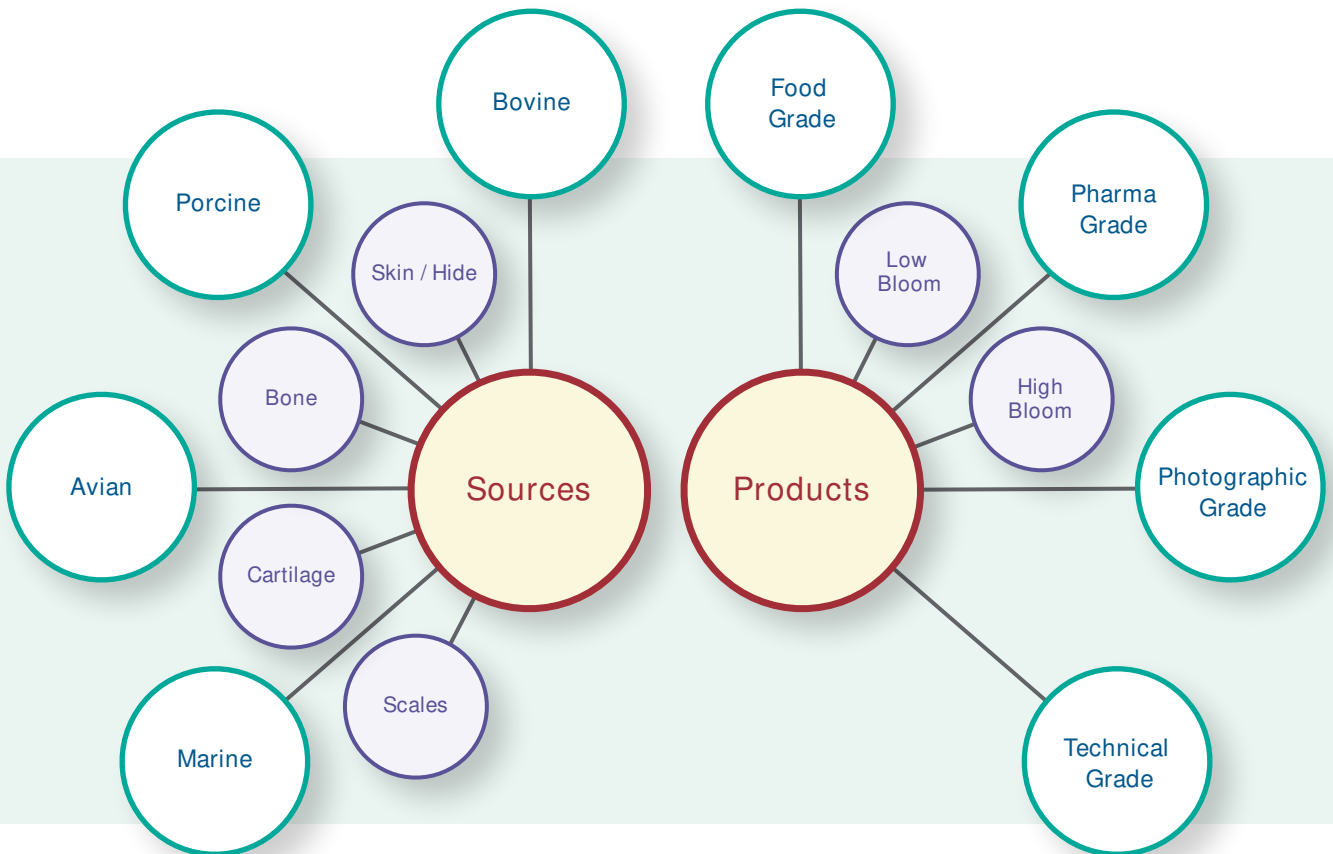 Bovine
Porcine
Skin / Hide
Bone
Avian
Sources
Cartilage
Marine
Scales
Food
Grade
Pharma
Grade
Low
Bloom
High
Bloom
Products
Photographic
Grade
Technical
Grade